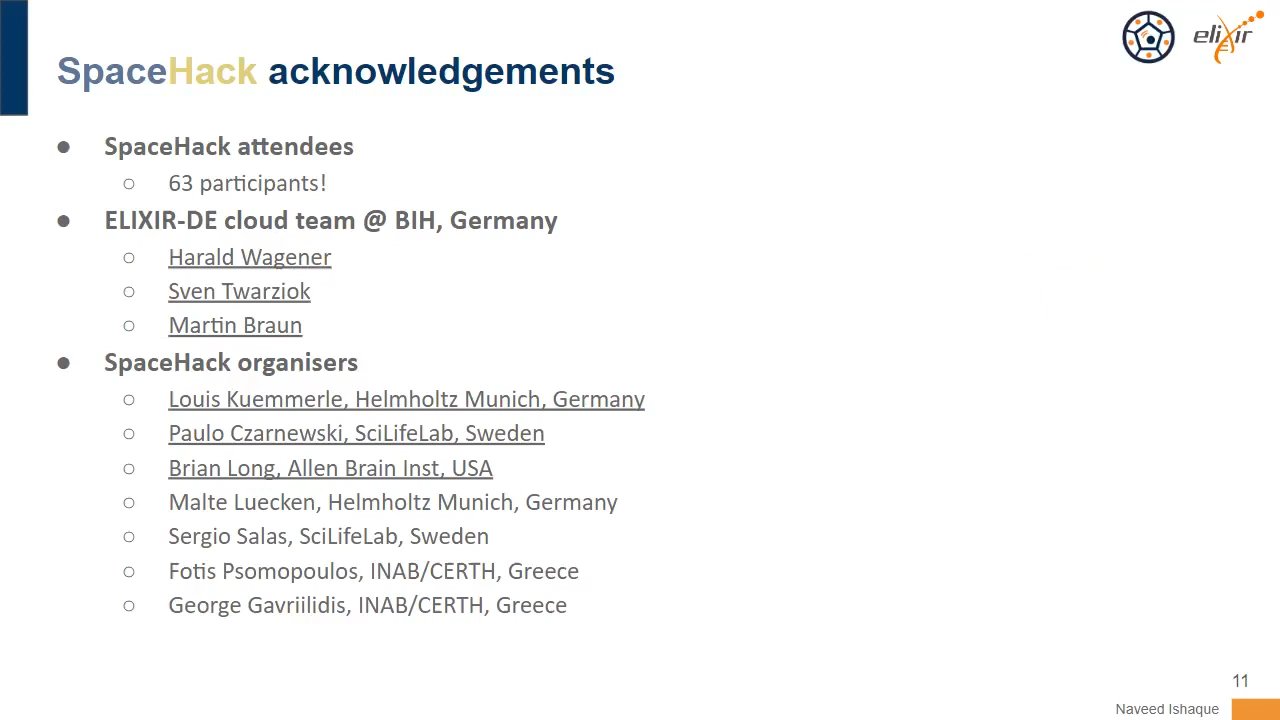 elixir
SpaceHack acknowledgements
● SpaceHack attendees
○ 63 participants!
● ELIXIR-DE cloud team @ BIH, Germany
○ Harald Wagener
○ Sven Twarziok
○ Martin Braun
● SpaceHack organisers
○ Louis Kuemmerle, Helmholtz Munich, Germany
○ Paulo Czarnewski, SciLifeLab, Sweden
○ Brian Long, Allen Brain Inst, USA
○ Malte Luecken, Helmholtz Munich, Germany
○ Sergio Salas, SciLifeLab, Sweden
○ Fotis Psomopoulos, INAB/CERTH, Greece
○ George Gavriilidis, INAB/CERTH, Greece
11
Naveed Ishaque